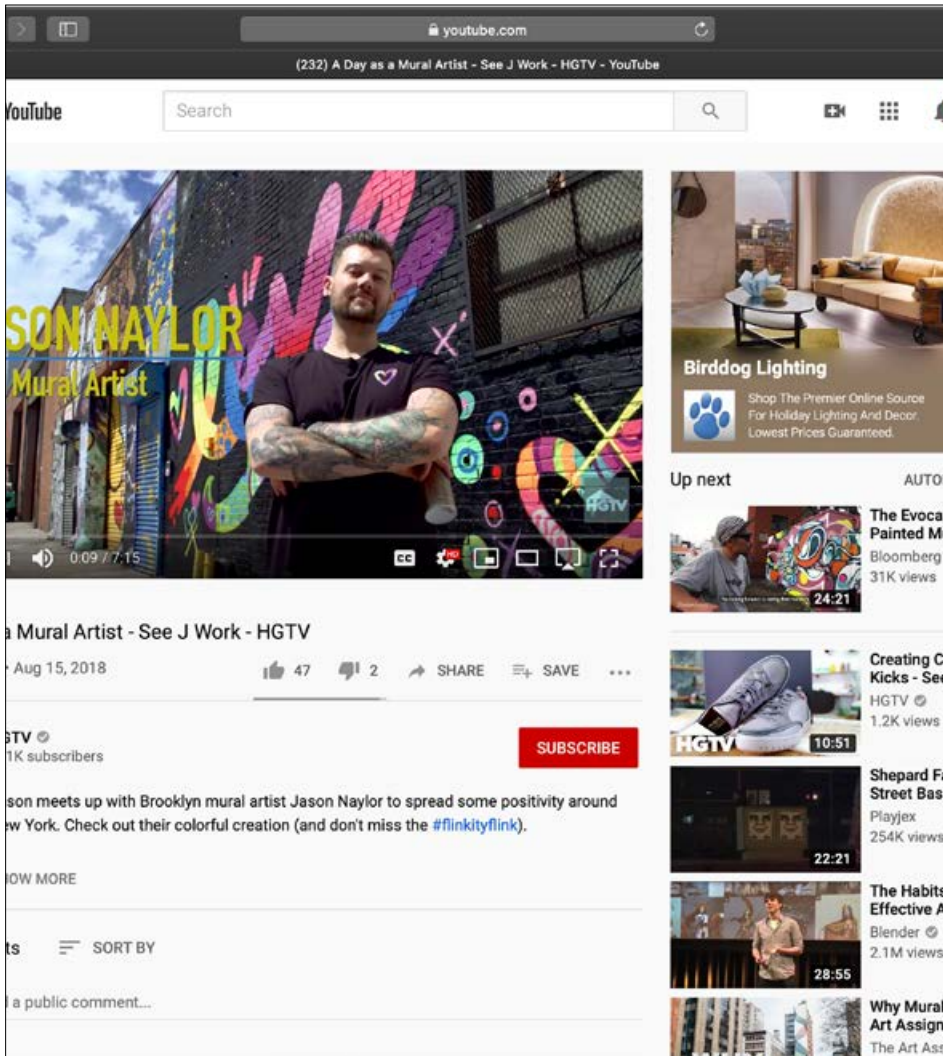 youtube.com
(232) A Day as a Mural Artist - See J Work - HGTV - YouTube
YouTube
Search
SON NAYLOR
Mural Artist
HGTV
0:09 / 7:15
CC
HD
a Mural Artist - See J Work - HGTV
• Aug 15, 2018
47
2
SHARE
SAVE
GTV
1K subscribers
SUBSCRIBE
son meets up with Brooklyn mural artist Jason Naylor to spread some positivity around
ew York. Check out their colorful creation (and don't miss the #flinkityflink).
OW MORE
ts
SORT BY
a public comment...
Birddog Lighting
Shop The Premier Online Source
For Holiday Lighting And Decor.
Lowest Prices Guaranteed.
Up next
AUTO
The Evoca
Painted M
Bloomberg
31K views
24:21
Creating C
Kicks - See
HGTV
1.2K views
HGTV
10:51
Shepard Fa
Street Bas
Playjex
254K views
22:21
The Habits
Effective A
Blender
2.1M views
28:55
Why Mural
Art Assign
The Art Ass